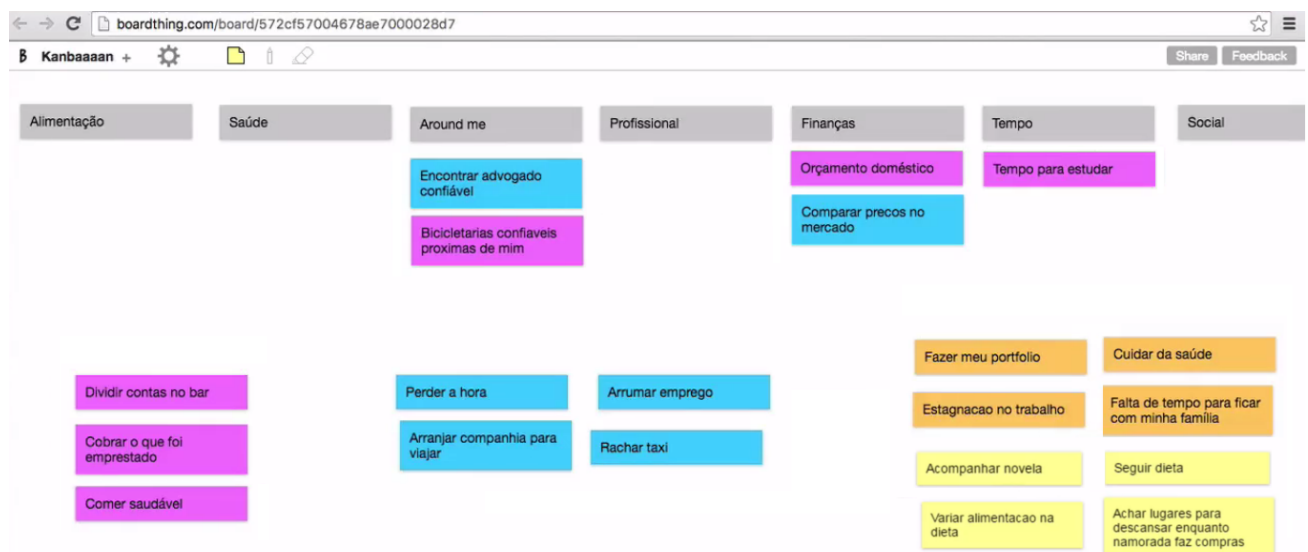 boardthing.com/board/572cf57004678ae7000028d7
Kanbaaaan +
Share
Feedback
Alimentação
Saúde
Around me
Profissional
Finanças
Tempo
Social
Encontrar advogado
confiável
Bicicletarias confiaveis
proximas de mim
Orçamento doméstico
Comparar precos no
mercado
Tempo para estudar
Dividir contas no bar
Cobrar o que foi
emprestado
Comer saudável
Perder a hora
Arranjar companhia para
viajar
Arrumar emprego
Rachar taxi
Fazer meu portfolio
Cuidar da saúde
Estagnacao no trabalho
Falta de tempo para ficar
com minha família
Acompanhar novela
Seguir dieta
Variar alimentacao na
dieta
Achar lugares para
descansar enquanto
namorada faz compras